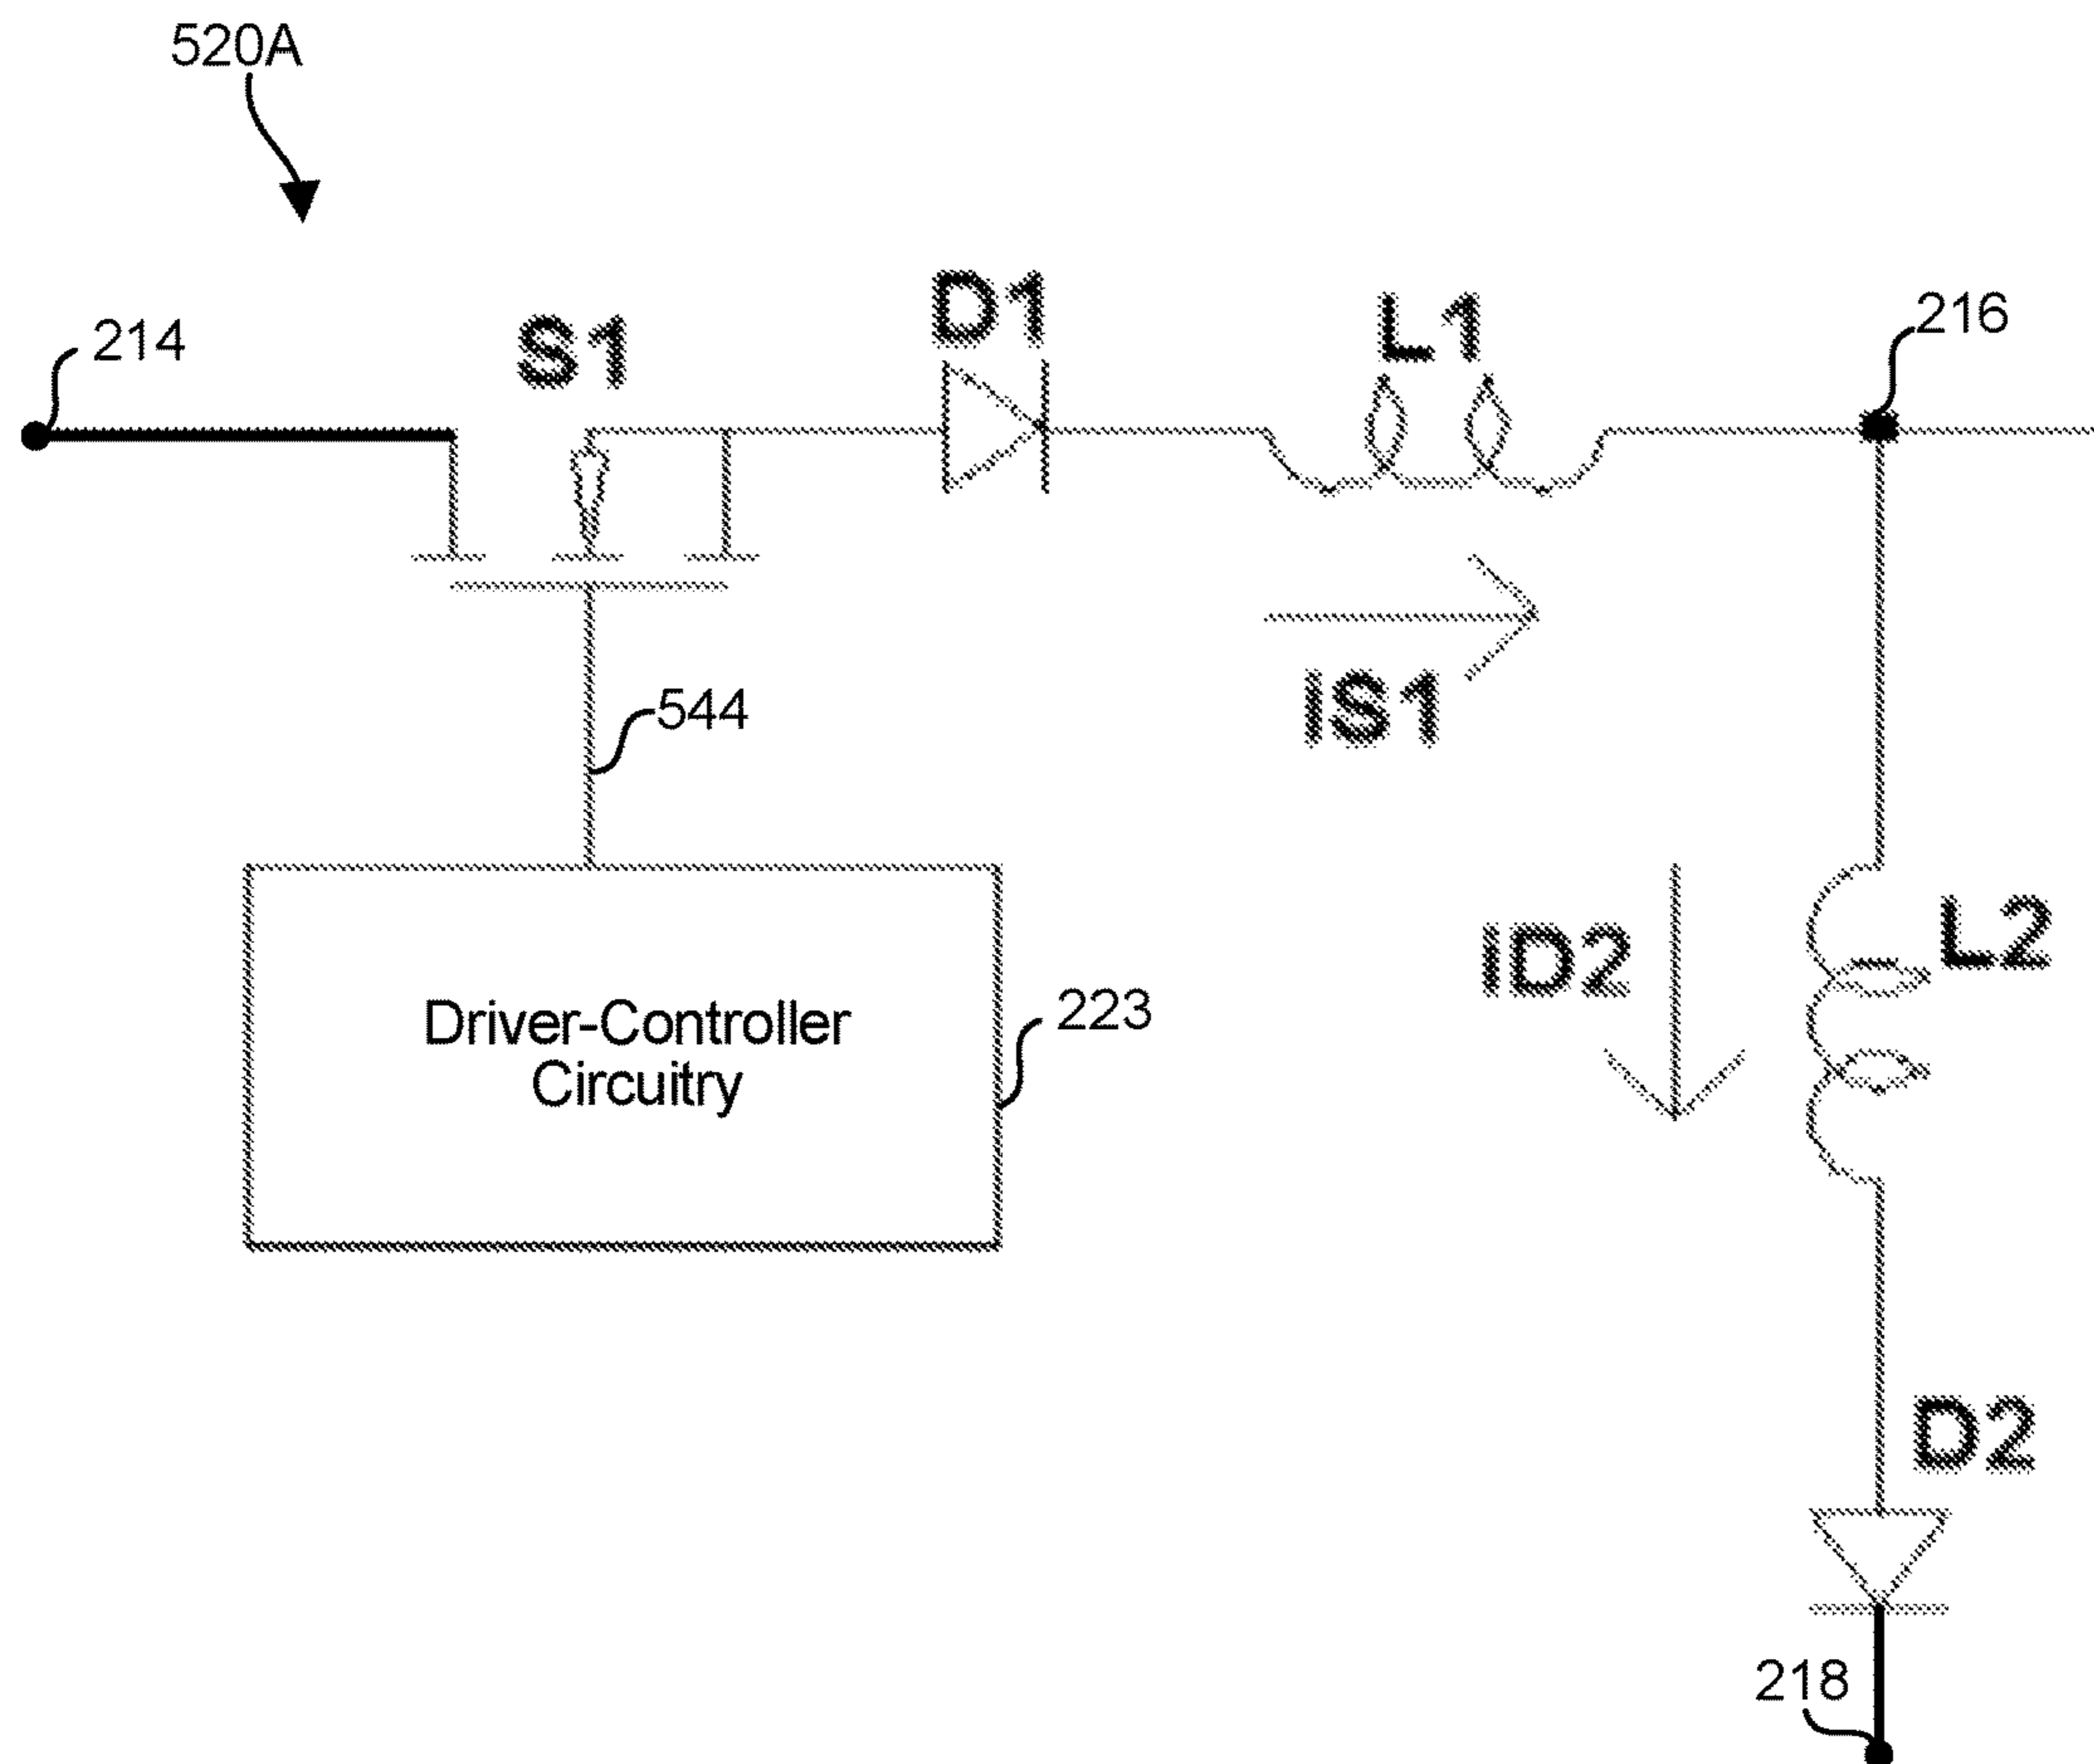 520A
214
S1
D1
L1
216
IS1
544
ID2
L2
Driver-Controller
Circuitry
223
D2
218